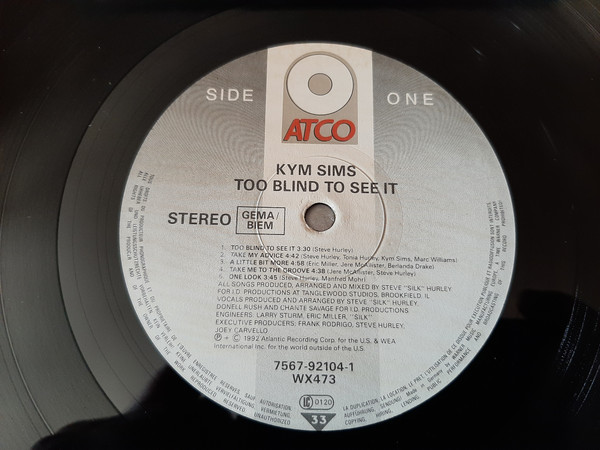 SIDE ONE
ATCO
KYM SIMS
TOO BLIND TO SEE IT
STEREO GEMA/ BIEM
1. TOO BLIND TO SEE IT 3:30 (Steve Hurley)
2. TAKE MY ADVICE 4:42 (Steve Hurley, Tonia Hurley, Kym Sims, Marc Williams)
3. A LITTLE BIT MORE 4:58 (Eric Miller, Jere McAllister, Berlanda Drake)
4. TAKE ME TO THE GROOVE 4:38 (Jere McAllister, Steve Hurley)
6. ONE LOOK 3:45 (Steve Hurley, Manfred Mohr)
ALL SONGS PRODUCED, ARRANGED AND MIXED BY STEVE "SILK" HURLEY
FOR I.D. PRODUCTIONS AT TANGLEWOOD STUDIOS, BROOKFIELD, IL
VOCALS PRODUCED AND ARRANGED BY STEVE "SILK" HURLEY,
DONELL RUSH AND CHANTE SAVAGE FOR I.D. PRODUCTIONS
ENGINEERS: LARRY STURM, ERIC MILLER, "SILK"
EXECUTIVE PRODUCERS: FRANK RODRIGO, STEVE HURLEY,
JOEY CARVELLO
℗ + © 1992 Atlantic Recording Corp. for the U.S. & WEA
International Inc. for the world outside of the U.S.
7567-92104-1
WX473
LC 0120
33